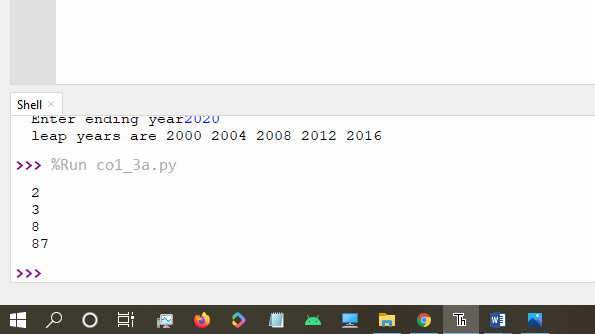 Shell ×
Enter ending year2020
leap years are 2000 2004 2008 2012 2016
>>> %Run co1_3a.py
2
3
8
87
>>>